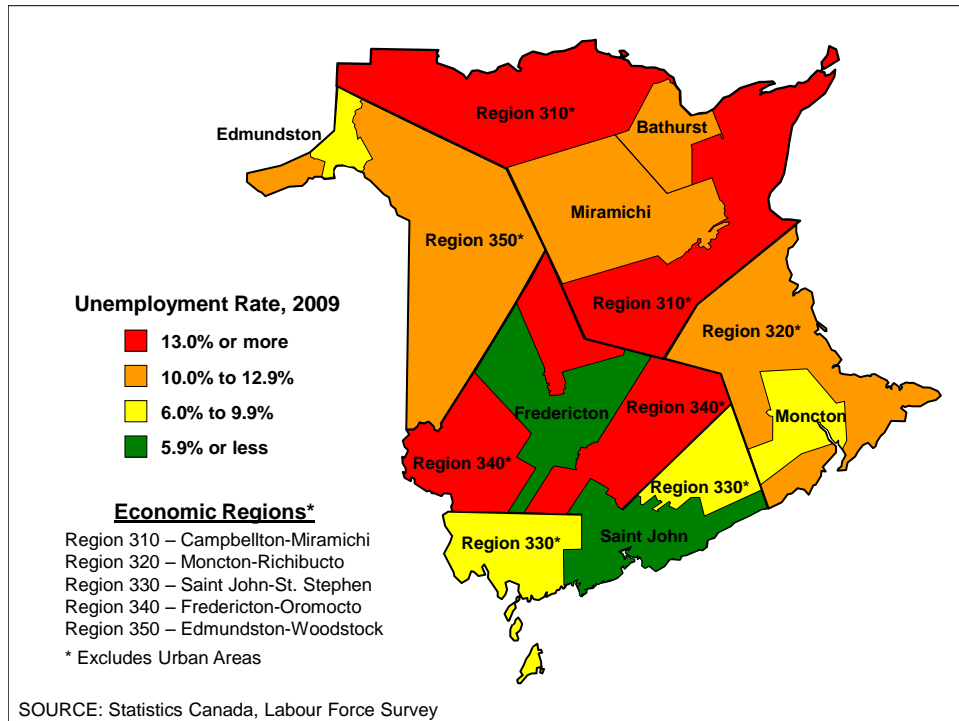 Region 310*
Bathurst
Edmundston
Miramichi
Region 350*
Unemployment Rate, 2009
13.0% or more
10.0% to 12.9%
6.0% to 9.9%
5.9% or less
Region 310*
Region 320*
Fredericton
Region 340*
Moncton
Region 340*
Region 330*
Saint John
Region 330*
Economic Regions*
Region 310 – Campbellton-Miramichi
Region 320 – Moncton-Richibucto
Region 330 – Saint John-St. Stephen
Region 340 – Fredericton-Oromocto
Region 350 – Edmundston-Woodstock
* Excludes Urban Areas
SOURCE: Statistics Canada, Labour Force Survey